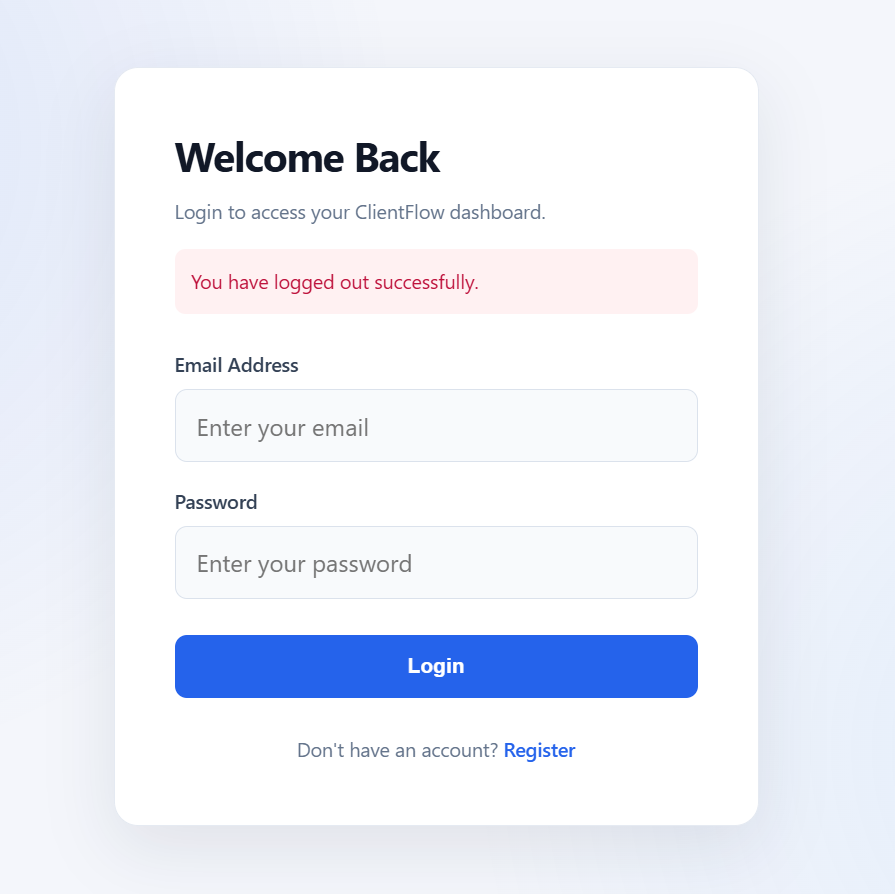 Welcome Back
Login to access your ClientFlow dashboard.
You have logged out successfully.
Email Address
Enter your email
Password
Enter your password
Login
Don't have an account? Register